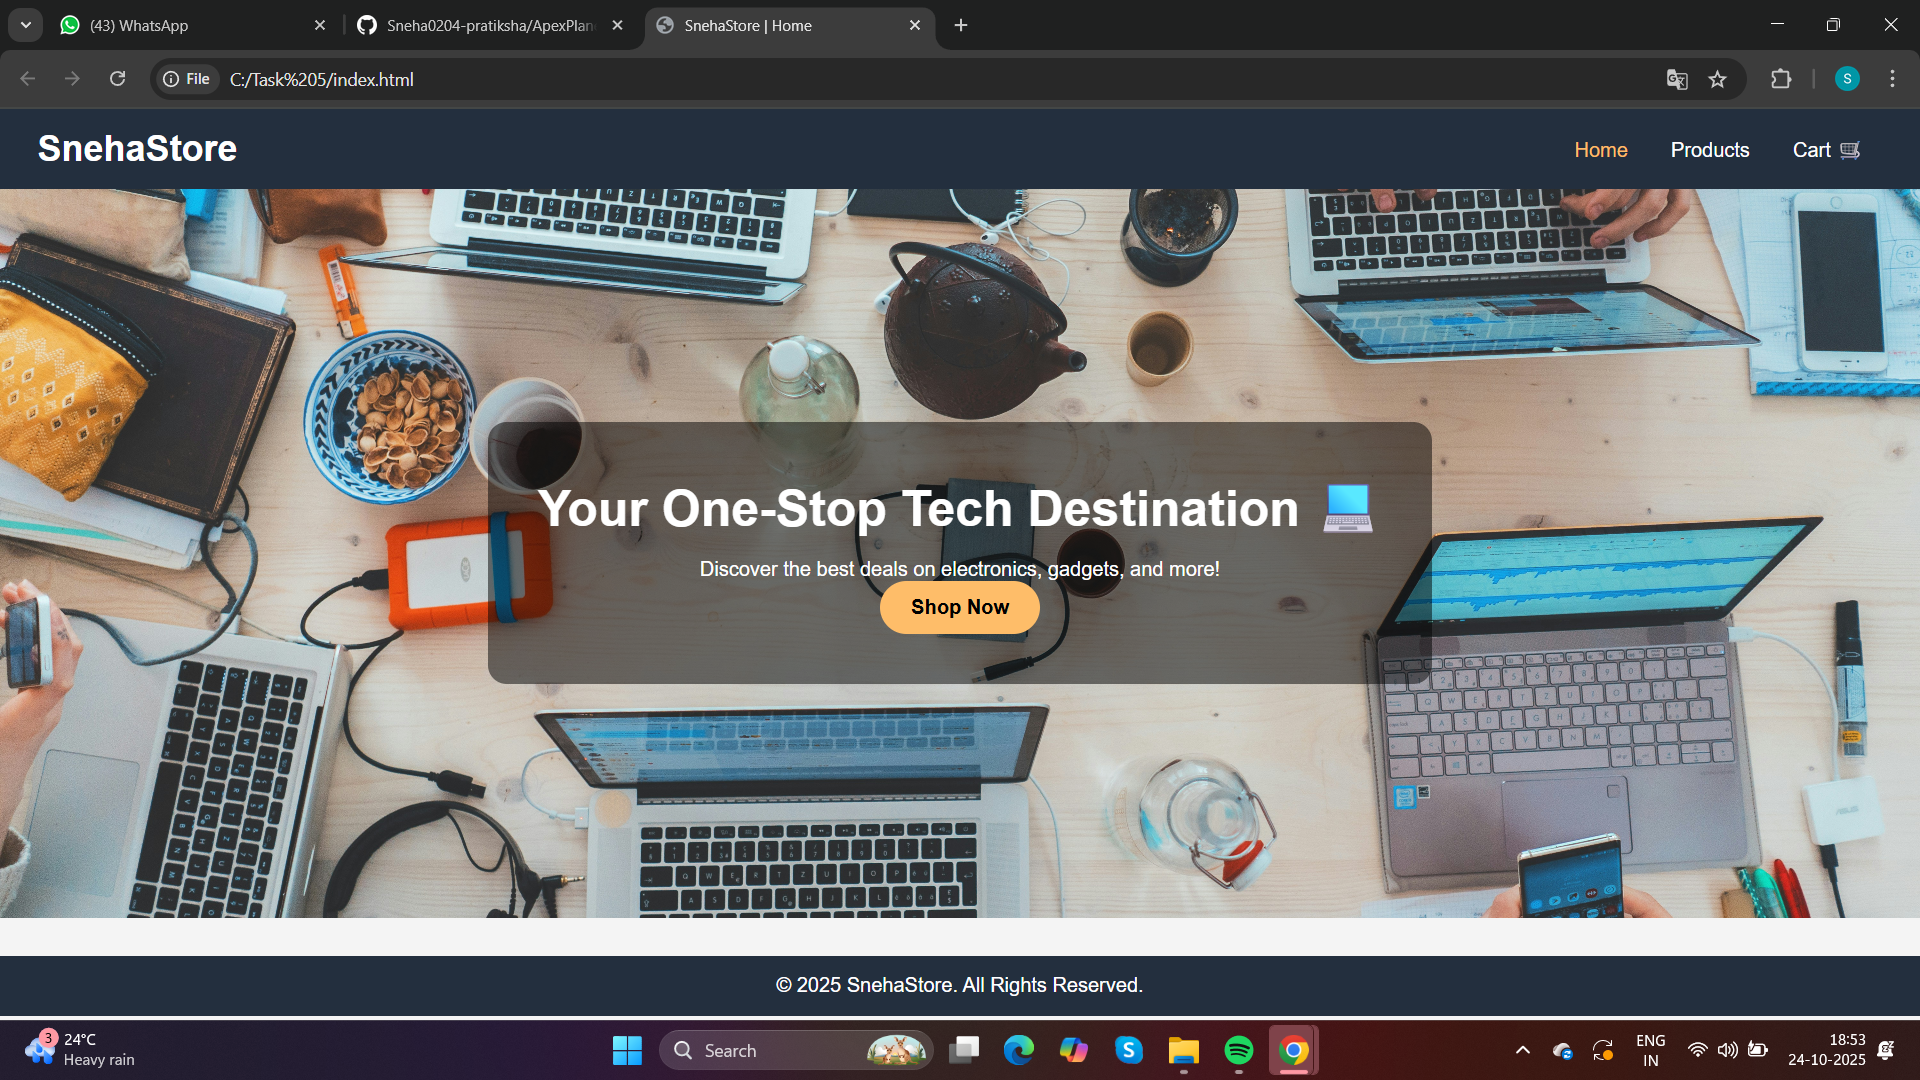 (43) WhatsApp
Sneha0204-pratiksha/ApexPlan
SnehaStore | Home
File
C:/Task%205/index.html
S
SnehaStore
Home
Products
Cart
Your One-Stop Tech Destination
Discover the best deals on electronics, gadgets, and more!
Shop Now
© 2025 SnehaStore. All Rights Reserved.
3
24°C
Heavy rain
Search
ENG
IN
18:53
24-10-2025